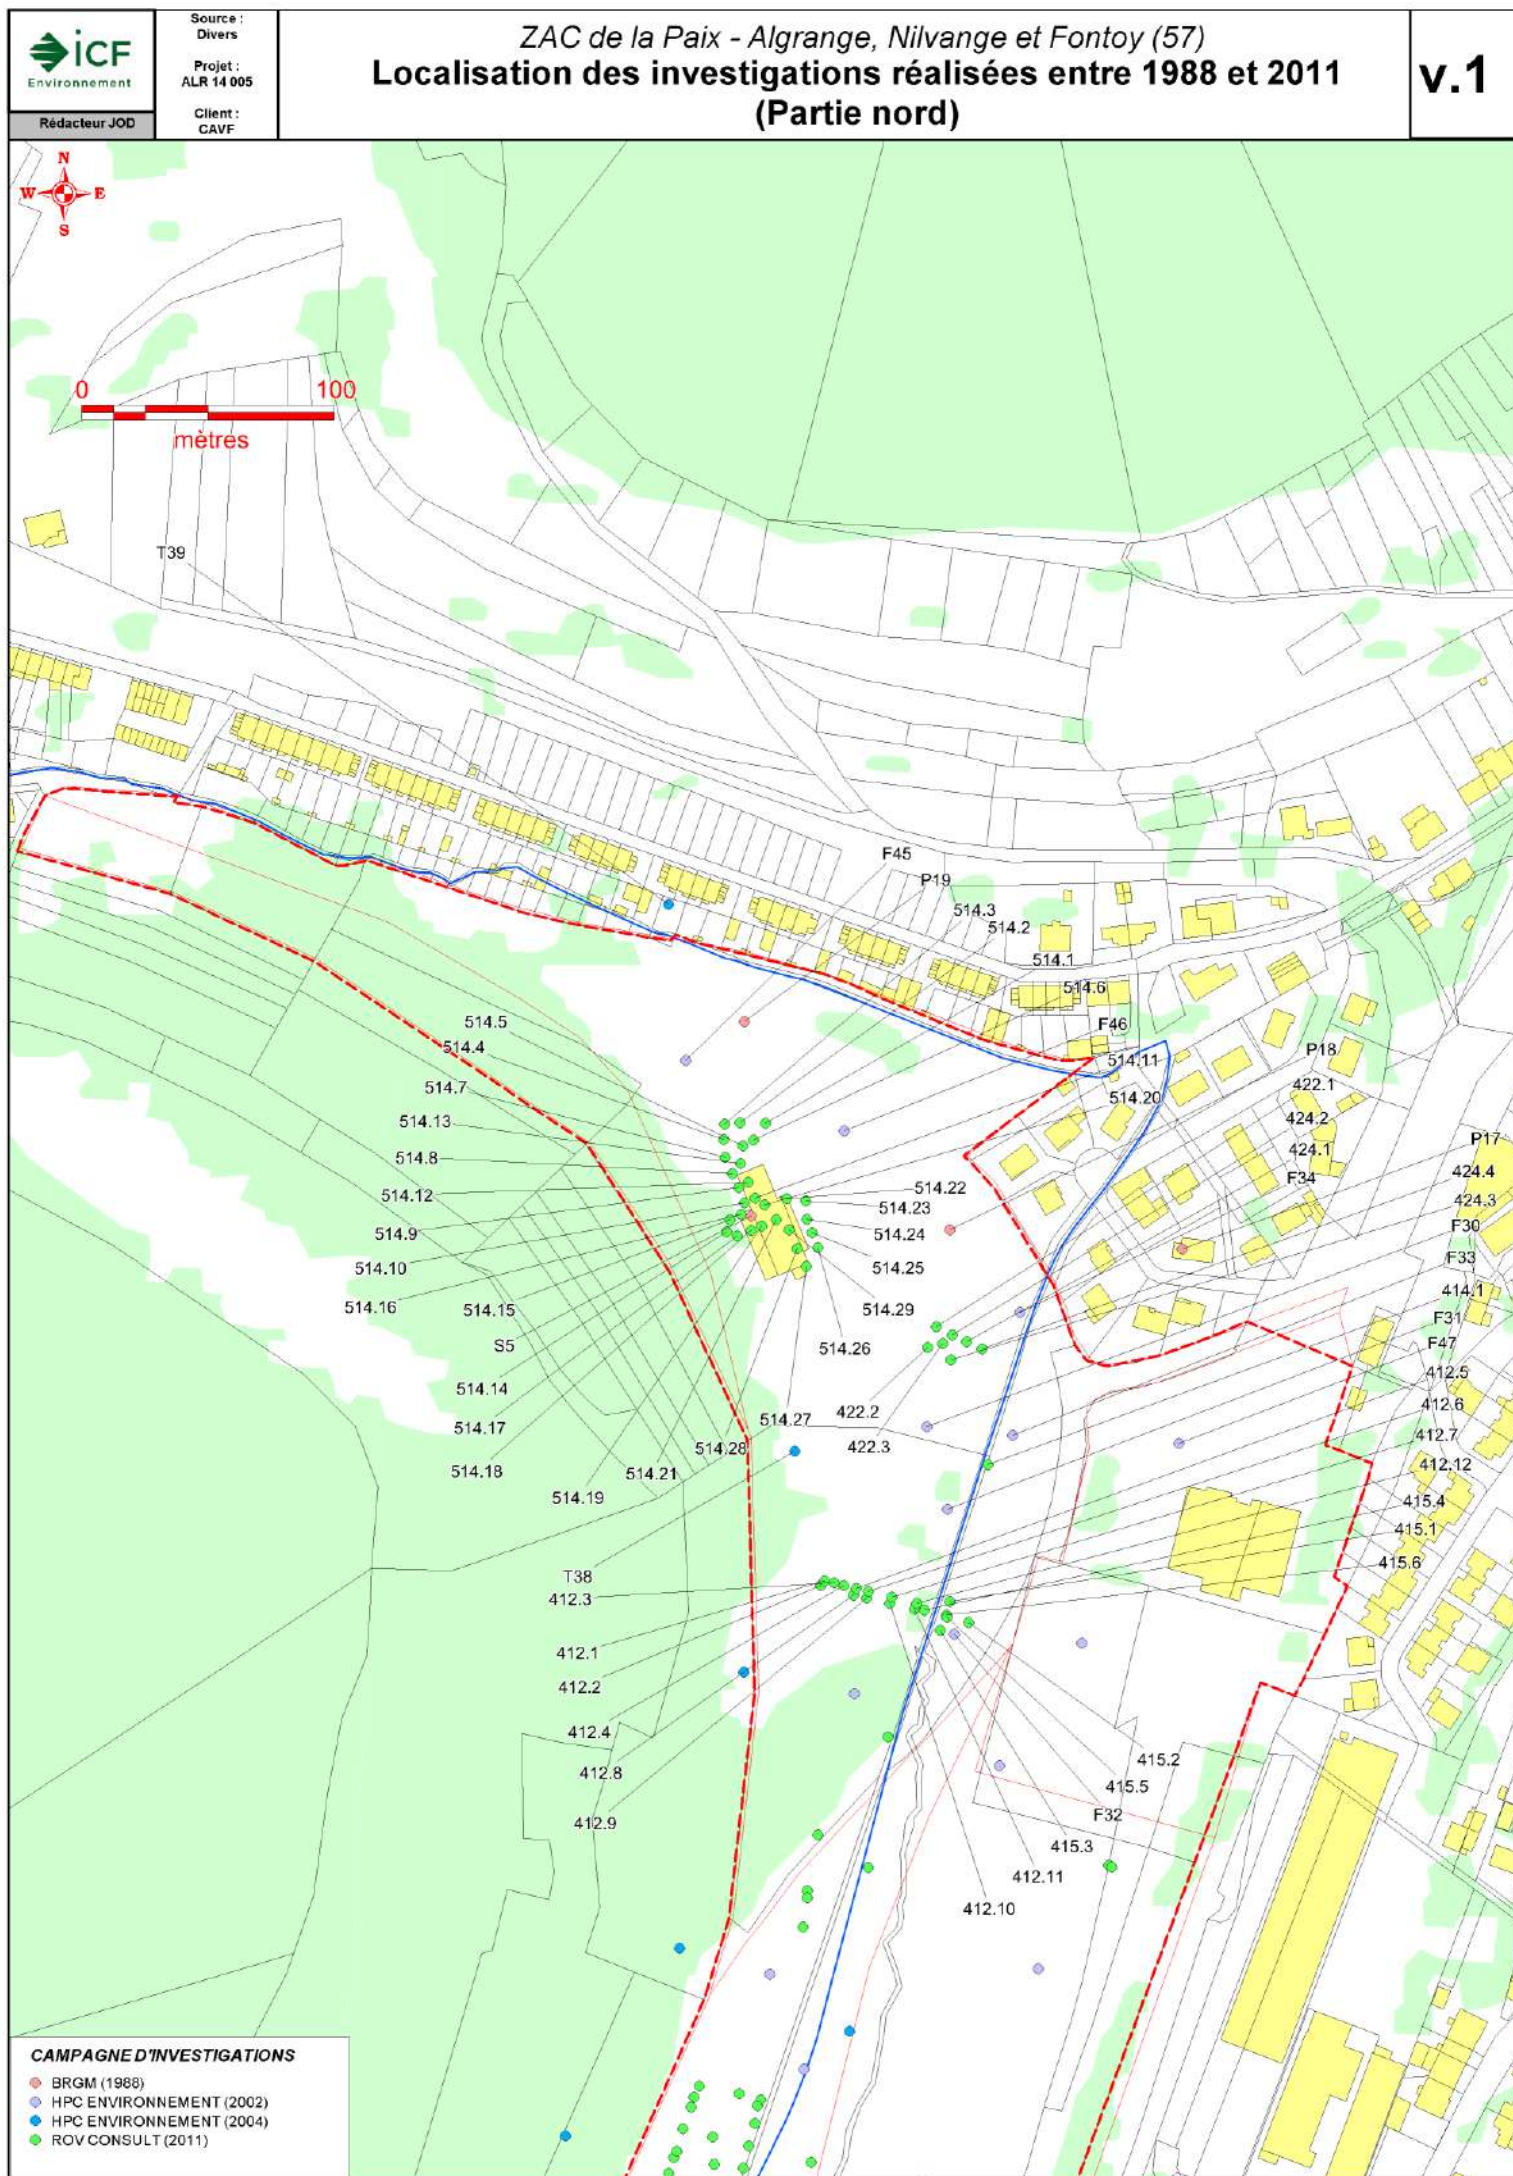 iCF
Environnement
Rédacteur JOD
Source :
Divers
Projet :
ALR 14 005
Client :
CAVF
ZAC de la Paix - Algrange, Nilvange et Fontoy (57)
Localisation des investigations réalisées entre 1988 et 2011
(Partie nord)
v.1
N
W E
S
0 100
mètres
T39
F45
P19
514.3
514.2
514.1
514.6
F46
514.11
514.20
514.5
514.4
514.7
514.13
514.8
514.12
514.9
514.10
514.16
514.15
S5
514.14
514.17
514.18
514.19
514.21
514.28
514.27
514.22
514.23
514.24
514.25
514.29
514.26
422.2
422.3
P18
422.1
424.2
424.1
F34
P17
424.4
424.3
F30
F33
414.1
F31
F47
412.5
412.6
412.7
412.12
415.4
415.1
415.6
T38
412.3
412.1
412.2
412.4
412.8
412.9
415.2
415.5
F32
415.3
412.11
412.10
CAMPAGNE D'INVESTIGATIONS
BRGM (1988)
HPC ENVIRONNEMENT (2002)
HPC ENVIRONNEMENT (2004)
ROV CONSULT (2011)